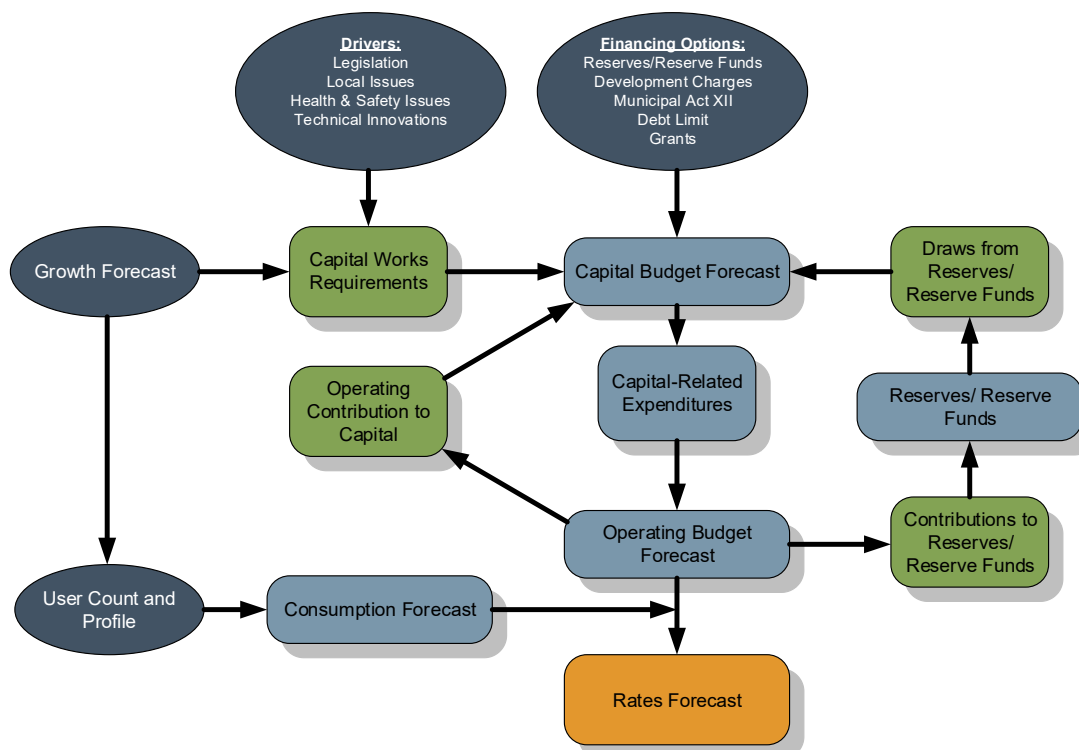 Drivers:
Legislation
Local Issues
Health & Safety Issues
Technical Innovations
Financing Options:
Reserves/Reserve Funds
Development Charges
Municipal Act XII
Debt Limit
Grants
Growth Forecast
Capital Works
Requirements
Capital Budget Forecast
Draws from
Reserves/
Reserve Funds
Operating
Contribution to
Capital
Capital-Related
Expenditures
Reserves/ Reserve
Funds
Operating Budget
Forecast
Contributions to
Reserves/
Reserve Funds
User Count and
Profile
Consumption Forecast
Rates Forecast